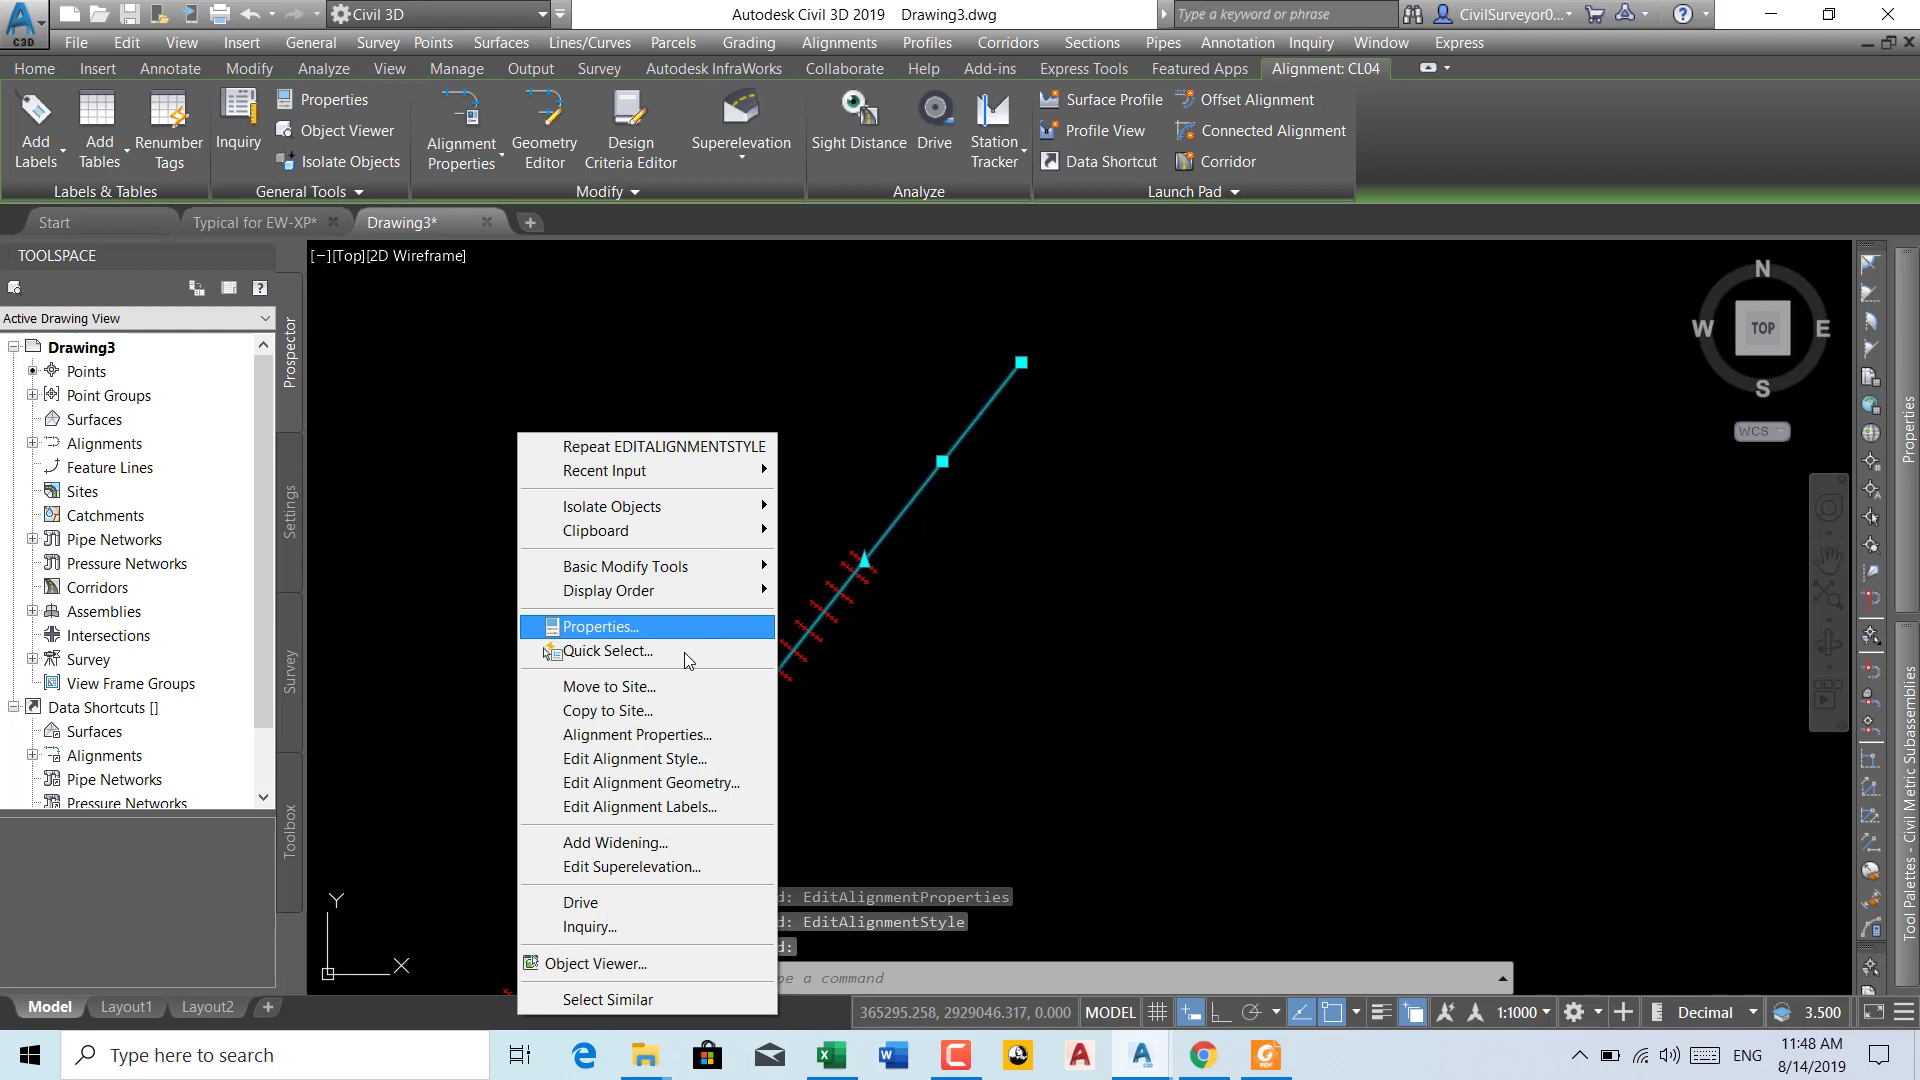 C3D
Civil 3D
Autodesk Civil 3D 2019 Drawing3.dwg
Type a keyword or phrase
CivilSurveyor0...
File Edit View Insert General Survey Points Surfaces Lines/Curves Parcels Grading Alignments Profiles Corridors Sections Pipes Annotation Inquiry Window Express
Home Insert Annotate Modify Analyze View Manage Output Survey Autodesk InfraWorks Collaborate Help Add-ins Express Tools Featured Apps Alignment: CL04
Add Labels
Add Tables
Renumber Tags
Inquiry
Properties
Object Viewer
Isolate Objects
Alignment Properties
Geometry Editor
Design Criteria Editor
Superelevation
Sight Distance
Drive
Station Tracker
Surface Profile
Profile View
Data Shortcut
Offset Alignment
Connected Alignment
Corridor
Labels & Tables
General Tools
Modify
Analyze
Launch Pad
Start
Typical for EW-XP*
Drawing3*
TOOLSPACE
Active Drawing View
Drawing3
Points
Point Groups
Surfaces
Alignments
Feature Lines
Sites
Catchments
Pipe Networks
Pressure Networks
Corridors
Assemblies
Intersections
Survey
View Frame Groups
Data Shortcuts []
Surfaces
Alignments
Pipe Networks
Pressure Networks
Prospector
Settings
Survey
Toolbox
[−][Top][2D Wireframe]
N
W
TOP
E
S
WCS
Repeat EDITALIGNMENTSTYLE
Recent Input
Isolate Objects
Clipboard
Basic Modify Tools
Display Order
Properties...
Quick Select...
Move to Site...
Copy to Site...
Alignment Properties...
Edit Alignment Style...
Edit Alignment Geometry...
Edit Alignment Labels...
Add Widening...
Edit Superelevation...
Drive
Inquiry...
Object Viewer...
Select Similar
d: EditAlignmentProperties
d: EditAlignmentStyle
d:
pe a command
Y
X
Properties
Tool Palettes - Civil Metric Subassemblies
Model Layout1 Layout2
365295.258, 2929046.317, 0.000 MODEL
1:1000
Decimal
3.500
Type here to search
ENG
11:48 AM
8/14/2019